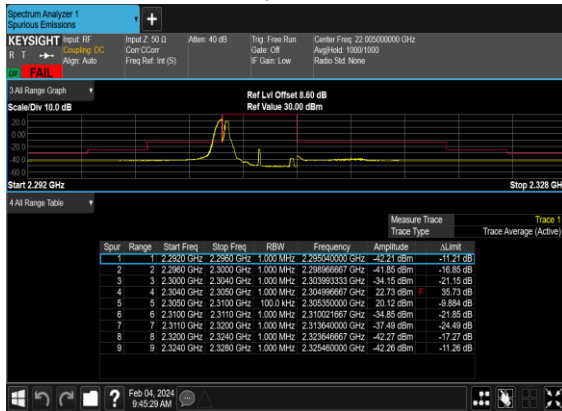 Spectrum Analyzer 1
Spurious Emissions
+
KEYSIGHT Input: RF Input Z: 50 Ω Atten: 40 dB Trig: Free Run Center Freq: 22.005000000 GHz
R T Coupling: DC Corr CCorr Gate: Off Avg|Hold: 1000/1000
Align: Auto Freq Ref: Int (S) IF Gain: Low Radio Std: None
FAIL
3 All Range Graph
Scale/Div 10.0 dB
Ref Lvl Offset 8.60 dB
Ref Value 30.00 dBm
20.0
0.00
-20.0
-40.0
-60.0
Start 2.292 GHz Stop 2.328 GH
4 All Range Table
Measure Trace Trace 1
Trace Type Trace Average (Active)
Spur Range Start Freq Stop Freq RBW Frequency Amplitude ΔLimit
1 1 2.2920 GHz 2.2960 GHz 1.000 MHz 2.295040000 GHz -42.21 dBm -11.21 dB
2 2 2.2960 GHz 2.3000 GHz 1.000 MHz 2.298966667 GHz -41.85 dBm -16.85 dB
3 3 2.3000 GHz 2.3040 GHz 1.000 MHz 2.303993333 GHz -34.15 dBm -21.15 dB
4 4 2.3040 GHz 2.3050 GHz 1.000 MHz 2.304996667 GHz 22.73 dBm F 35.73 dB
5 5 2.3050 GHz 2.3100 GHz 100.0 kHz 2.305350000 GHz 20.12 dBm -9.884 dB
6 6 2.3100 GHz 2.3110 GHz 1.000 MHz 2.310021667 GHz -34.85 dBm -21.85 dB
7 7 2.3110 GHz 2.3200 GHz 1.000 MHz 2.313640000 GHz -37.49 dBm -24.49 dB
8 8 2.3200 GHz 2.3240 GHz 1.000 MHz 2.323646667 GHz -42.27 dBm -17.27 dB
9 9 2.3240 GHz 2.3280 GHz 1.000 MHz 2.325460000 GHz -42.26 dBm -11.26 dB
?
Feb 04, 2024
9:45:29 AM